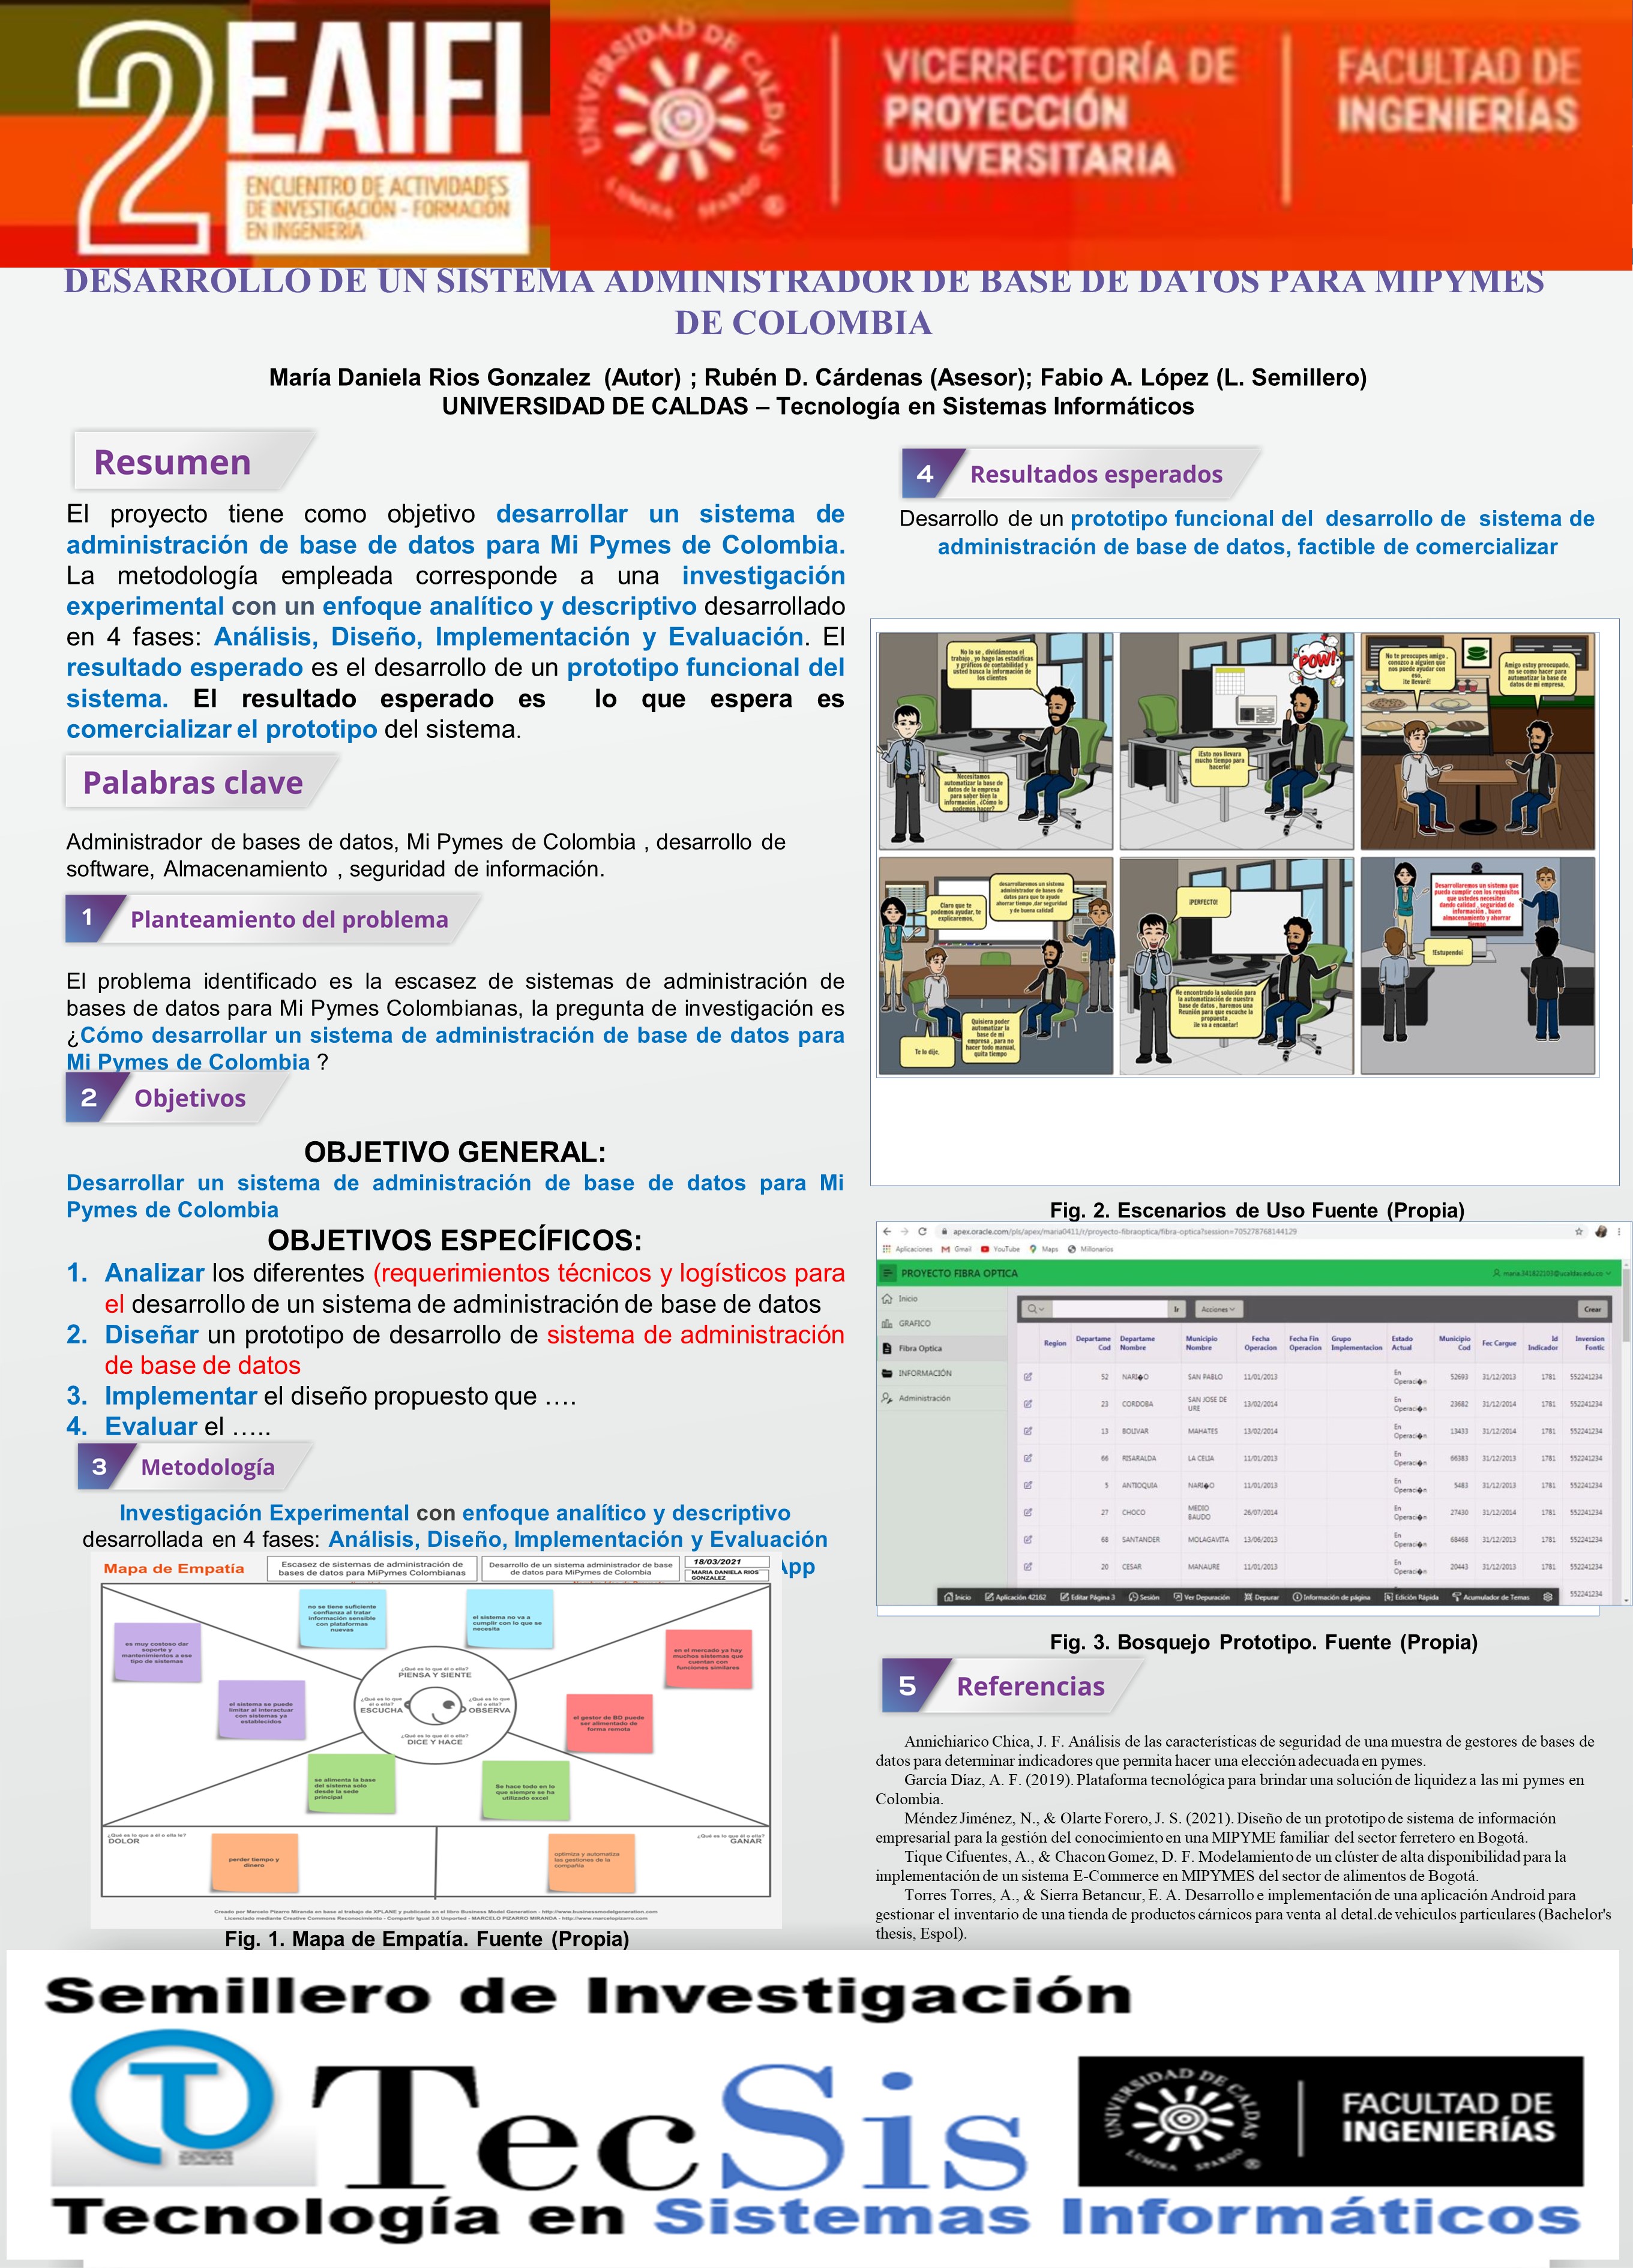 2 EAIFI
ENCUENTRO DE ACTIVIDADES
DE INVESTIGACIÓN - FORMACIÓN
EN INGENIERÍA
UNIVERSIDAD DE CALDAS
LUMINA SPARGO
VICERRECTORÍA DE
PROYECCIÓN
UNIVERSITARIA
FACULTAD DE
INGENIERÍAS
DESARROLLO DE UN SISTEMA ADMINISTRADOR DE BASE DE DATOS PARA MIPYMES
DE COLOMBIA
María Daniela Rios Gonzalez (Autor) ; Rubén D. Cárdenas (Asesor); Fabio A. López (L. Semillero)
UNIVERSIDAD DE CALDAS – Tecnología en Sistemas Informáticos
Resumen
El proyecto tiene como objetivo desarrollar un sistema de
administración de base de datos para Mi Pymes de Colombia.
La metodología empleada corresponde a una investigación
experimental con un enfoque analítico y descriptivo desarrollado
en 4 fases: Análisis, Diseño, Implementación y Evaluación. El
resultado esperado es el desarrollo de un prototipo funcional del
sistema. El resultado esperado es lo que espera es
comercializar el prototipo del sistema.
Palabras clave
Administrador de bases de datos, Mi Pymes de Colombia , desarrollo de
software, Almacenamiento , seguridad de información.
1 Planteamiento del problema
El problema identificado es la escasez de sistemas de administración de
bases de datos para Mi Pymes Colombianas, la pregunta de investigación es
¿Cómo desarrollar un sistema de administración de base de datos para
Mi Pymes de Colombia ?
2 Objetivos
OBJETIVO GENERAL:
Desarrollar un sistema de administración de base de datos para Mi
Pymes de Colombia
OBJETIVOS ESPECÍFICOS:
1. Analizar los diferentes (requerimientos técnicos y logísticos para
el desarrollo de un sistema de administración de base de datos
2. Diseñar un prototipo de desarrollo de sistema de administración
de base de datos
3. Implementar el diseño propuesto que ….
4. Evaluar el …..
3 Metodología
Investigación Experimental con enfoque analítico y descriptivo
desarrollada en 4 fases: Análisis, Diseño, Implementación y Evaluación
App
Mapa de Empatía
Escasez de sistemas de administración de
bases de datos para MiPymes Colombianas
Desarrollo de un sistema administrador de base
de datos para MiPymes de Colombia
18/03/2021
MARIA DANIELA RIOS
GONZALEZ
no se tiene suficiente
confianza al tratar
información sensible
con plataformas
nuevas
el sistema no va a
cumplir con lo que se
necesita
es muy costoso dar
soporte y
mantenimientos a ese
tipo de sistemas
en el mercado ya hay
muchos sistemas que
cuentan con
funciones similares
el sistema se puede
limitar al interactuar
con sistemas ya
establecidos
el gestor de BD puede
ser alimentado de
forma remota
¿Qué es lo que él o ella?
PIENSA Y SIENTE
¿Qué es lo que
él o ella?
ESCUCHA
¿Qué es lo que
él o ella?
OBSERVA
¿Qué es lo que él o ella?
DICE Y HACE
se alimenta la base
del sistema solo
desde la sede
principal
Se hace todo en lo
que siempre se ha
utilizado excel
¿Qué es lo que a él o ella le?
DOLOR
¿Qué es lo que él o ella?
GANAR
perder tiempo y
dinero
optimiza y automatiza
las gestiones de la
compañía
Creado por Marcelo Pizarro Miranda en base al trabajo de XPLANE y publicado en el libro Business Model Generation - http://www.businessmodelgeneration.com
Licenciado mediante Creative Commons Reconocimiento - Compartir Igual 3.0 Unported - MARCELO PIZARRO MIRANDA - http://www.marcelopizarro.com
Fig. 1. Mapa de Empatía. Fuente (Propia)
4 Resultados esperados
Desarrollo de un prototipo funcional del desarrollo de sistema de
administración de base de datos, factible de comercializar
No lo se , dividámonos el
trabajo , yo hago las estadísticas
y gráficos de contabilidad y
usted busca la información de
los clientes
Necesitamos
automatizar la base de
datos de la empresa
para saber bien la
información , ¿Cómo lo
podemos hacer?
POW!
¡Esto nos llevara
mucho tiempo para
hacerlo!
No te preocupes amigo ,
conozco a alguien que
nos puede ayudar con
eso,
¡te llevaré!
Amigo estoy preocupado,
no se como hacer para
automatizar la base de
datos de mi empresa.
Claro que te
podemos ayudar, te
explicaremos,
desarrollaremos un sistema
administrador de bases de
datos para que te ayude
ahorrar tiempo ,dar seguridad
y de buena calidad!
Te lo dije.
Quisiera poder
automatizar la
base de mi
empresa , para no
hacer todo manual,
quita tiempo
¡PERFECTO!
He encontrado la solución para
la automatización de nuestra
base de datos , haremos una
Reunión para que escuche la
propuesta ,
¡le va a encantar!
Desarrollaremos un sistema que
pueda cumplir con los requisitos
que ustedes necesiten
dando calidad , seguridad de
información , buen
almacenamiento y ahorrar
tiempo
!Estupendo!
Fig. 2. Escenarios de Uso Fuente (Propia)
apex.oracle.com/pls/apex/maria0411/r/proyecto-fibraoptica/fibra-optica?session=705278768144129
Aplicaciones Gmail YouTube Maps Millonarios
PROYECTO FIBRA OPTICA
maria.341822103@ucaldas.edu.co
Inicio
GRAFICO
Fibra Optica
INFORMACIÓN
Administración
Ir Acciones Crear
Region Departame Cod Departame Nombre Municipio Nombre Fecha Operacion Fecha Fin Operacion Grupo Implementacion Estado Actual Municipio Cod Fec Cargue Id Indicador Inversion Fontic
52 NARI�O SAN PABLO 11/01/2013 En Operaci�n 52693 31/12/2013 1781 552241234
23 CORDOBA SAN JOSE DE URE 13/02/2014 En Operaci�n 23682 31/12/2014 1781 552241234
13 BOLIVAR MAHATES 13/02/2014 En Operaci�n 13433 31/12/2014 1781 552241234
66 RISARALDA LA CELIA 11/01/2013 En Operaci�n 66383 31/12/2013 1781 552241234
5 ANTIOQUIA NARI�O 11/01/2013 En Operaci�n 5483 31/12/2013 1781 552241234
27 CHOCO MEDIO BAUDO 26/07/2014 En Operaci�n 27430 31/12/2014 1781 552241234
68 SANTANDER MOLAGAVITA 13/06/2013 En Operaci�n 68468 31/12/2013 1781 552241234
20 CESAR MANAURE 11/01/2013 En Operaci�n 20443 31/12/2013 1781 552241234
552241234
Inicio Aplicación 42162 Editar Página 3 Sesión Ver Depuración Depurar Información de página Edición Rápida Acumulador de Temas
Fig. 3. Bosquejo Prototipo. Fuente (Propia)
5 Referencias
Annichiarico Chica, J. F. Análisis de las características de seguridad de una muestra de gestores de bases de
datos para determinar indicadores que permita hacer una elección adecuada en pymes.
García Díaz, A. F. (2019). Plataforma tecnológica para brindar una solución de liquidez a las mi pymes en
Colombia.
Méndez Jiménez, N., & Olarte Forero, J. S. (2021). Diseño de un prototipo de sistema de información
empresarial para la gestión del conocimiento en una MIPYME familiar del sector ferretero en Bogotá.
Tique Cifuentes, A., & Chacon Gomez, D. F. Modelamiento de un clúster de alta disponibilidad para la
implementación de un sistema E-Commerce en MIPYMES del sector de alimentos de Bogotá.
Torres Torres, A., & Sierra Betancur, E. A. Desarrollo e implementación de una aplicación Android para
gestionar el inventario de una tienda de productos cárnicos para venta al detal.de vehiculos particulares (Bachelor's
thesis, Espol).
Semillero de Investigación
TecSis
UNIVERSIDAD DE CALDAS
LUMINA SPARGO
FACULTAD DE
INGENIERÍAS
Tecnología en Sistemas Informáticos